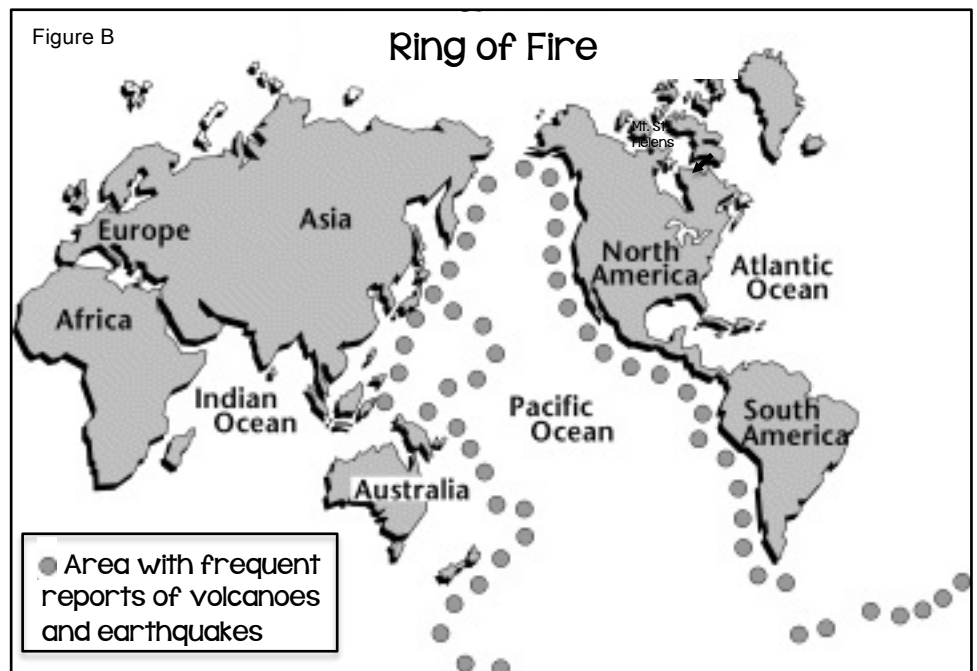 Figure B
Ring of Fire
Mt. St.
Helens
Europe
Asia
North
America
Atlantic
Ocean
Africa
Indian
Ocean
Pacific
Ocean
South
America
Australia
Area with frequent
reports of volcanoes
and earthquakes